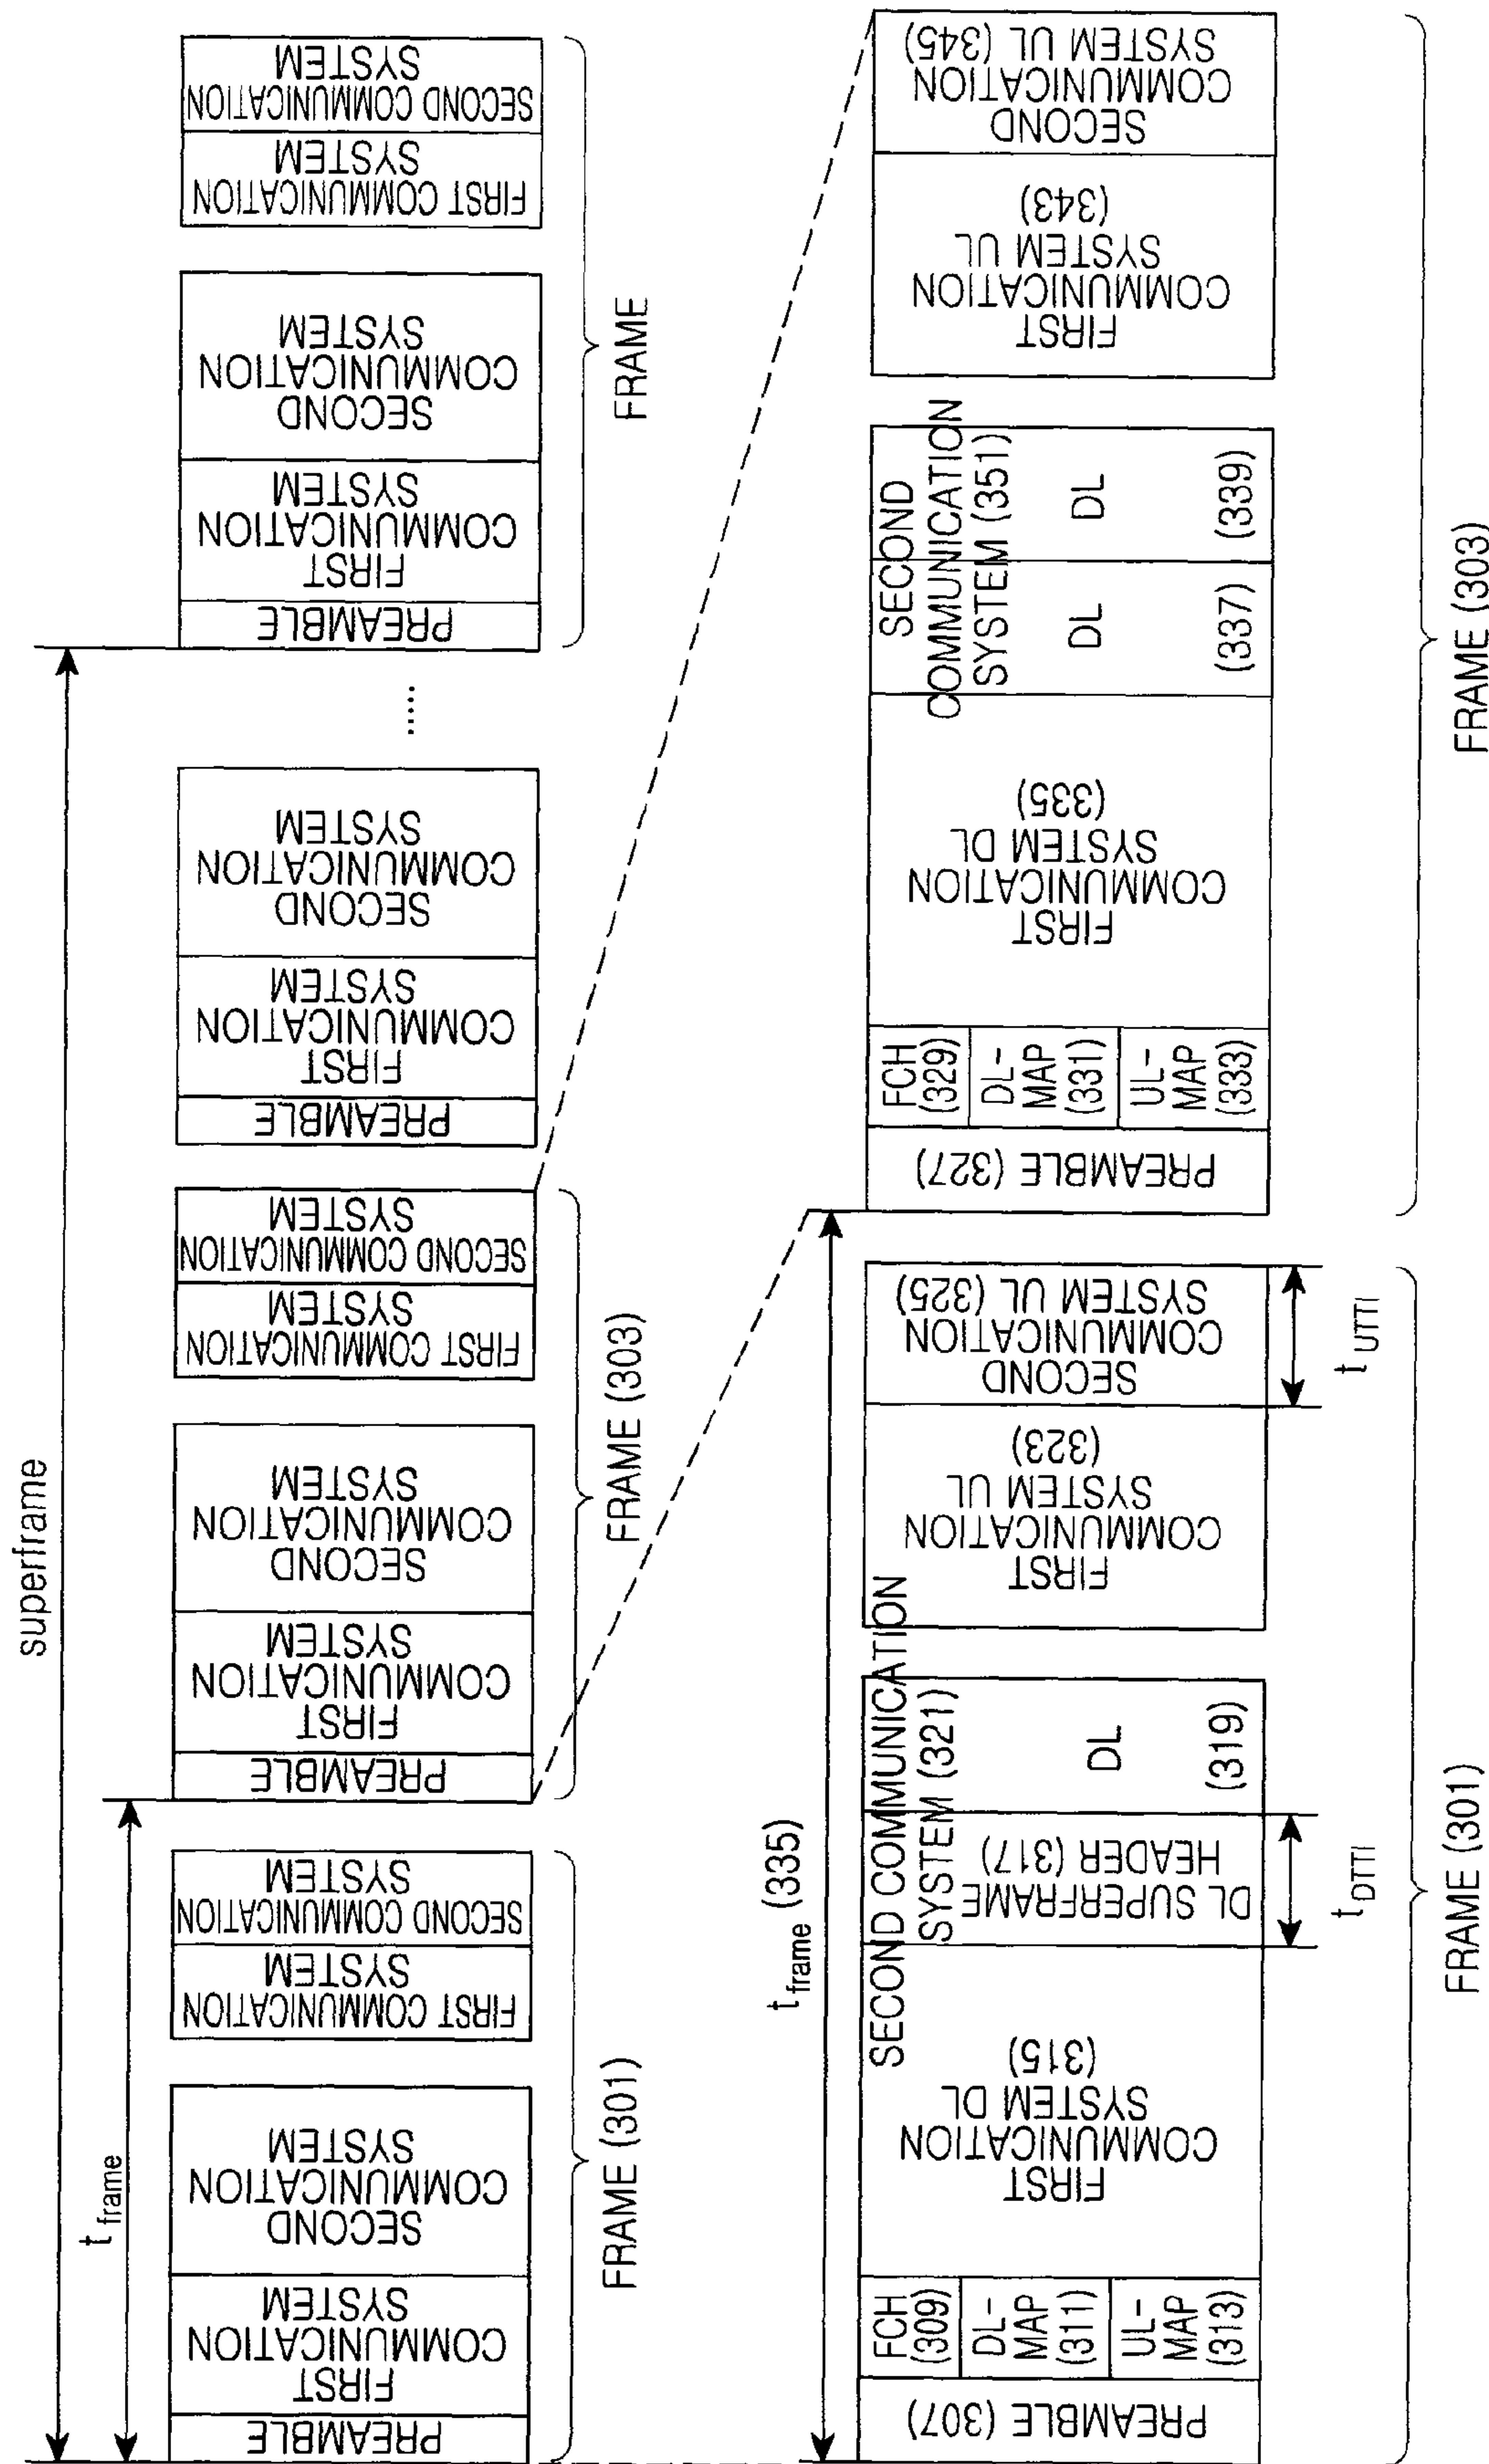 superframe
t frame
PREAMBLE
FIRST
COMMUNICATION
SYSTEM
SECOND
COMMUNICATION
SYSTEM
FIRST COMMUNICATION
SYSTEM
SECOND COMMUNICATION
SYSTEM
FRAME (301)
PREAMBLE
FIRST
COMMUNICATION
SYSTEM
SECOND
COMMUNICATION
SYSTEM
FIRST COMMUNICATION
SYSTEM
SECOND COMMUNICATION
SYSTEM
FRAME (303)
PREAMBLE
FIRST
COMMUNICATION
SYSTEM
SECOND
COMMUNICATION
SYSTEM
.....
PREAMBLE
FIRST
COMMUNICATION
SYSTEM
SECOND
COMMUNICATION
SYSTEM
FIRST COMMUNICATION
SYSTEM
SECOND COMMUNICATION
SYSTEM
FRAME
t frame (335)
PREAMBLE (307)
FCH
(309)
DL-
MAP
(311)
UL-
MAP
(313)
FIRST
COMMUNICATION
SYSTEM DL
(315)
SECOND COMMUNICATION
SYSTEM (321)
DL SUPERFRAME
HEADER (317)
DL
(319)
t DTTI
FIRST
COMMUNICATION
SYSTEM UL
(323)
SECOND
COMMUNICATION
SYSTEM UL (325)
t UTTI
FRAME (301)
PREAMBLE (327)
FCH
(329)
DL-
MAP
(331)
UL-
MAP
(333)
FIRST
COMMUNICATION
SYSTEM DL
(335)
SECOND
COMMUNICATION
SYSTEM (351)
DL
(337)
DL
(339)
FIRST
COMMUNICATION
SYSTEM UL
(343)
SECOND
COMMUNICATION
SYSTEM UL (345)
FRAME (303)